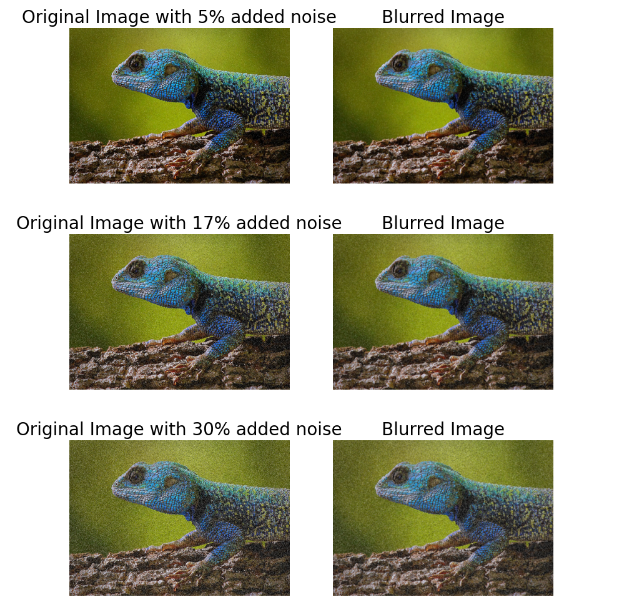 Original Image with 5% added noise
Blurred Image
Original Image with 17% added noise
Blurred Image
Original Image with 30% added noise
Blurred Image